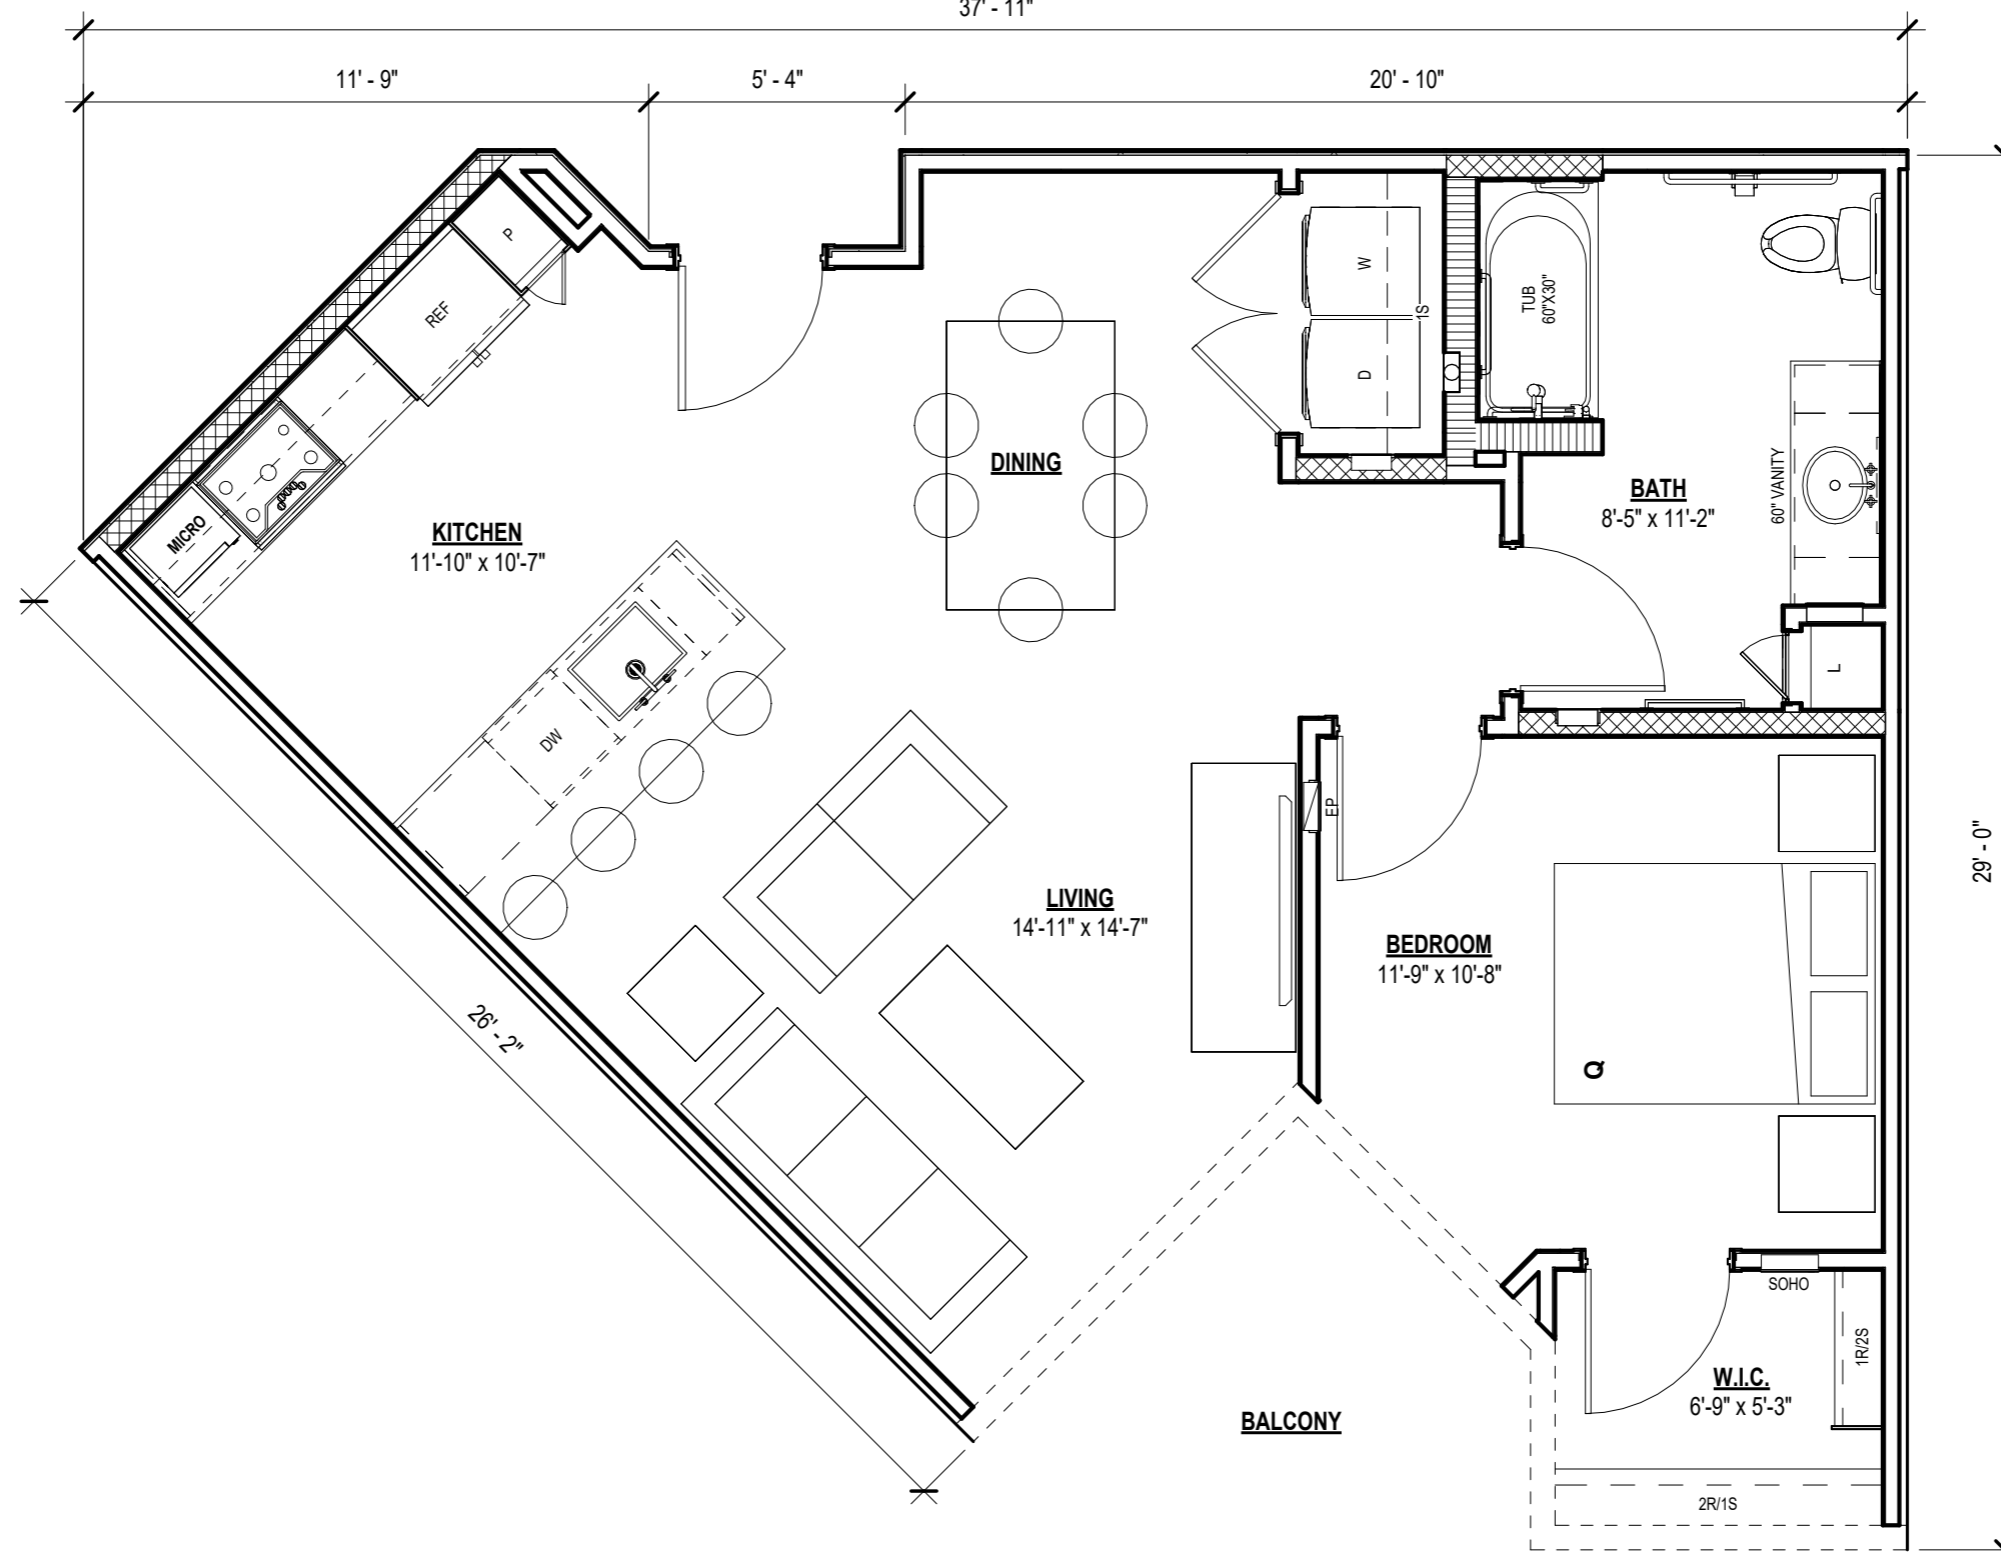 37' - 11"
11' - 9"
5' - 4"
20' - 10"
P
REF
MICRO
KITCHEN
11'-10" x 10'-7"
DW
DINING
W
D
1S
TUB
60"X30"
BATH
8'-5" x 11'-2"
60" VANITY
L
EP
LIVING
14'-11" x 14'-7"
BEDROOM
11'-9" x 10'-8"
Q
29' - 0"
26' - 2"
SOHO
1R/2S
W.I.C.
6'-9" x 5'-3"
2R/1S
BALCONY